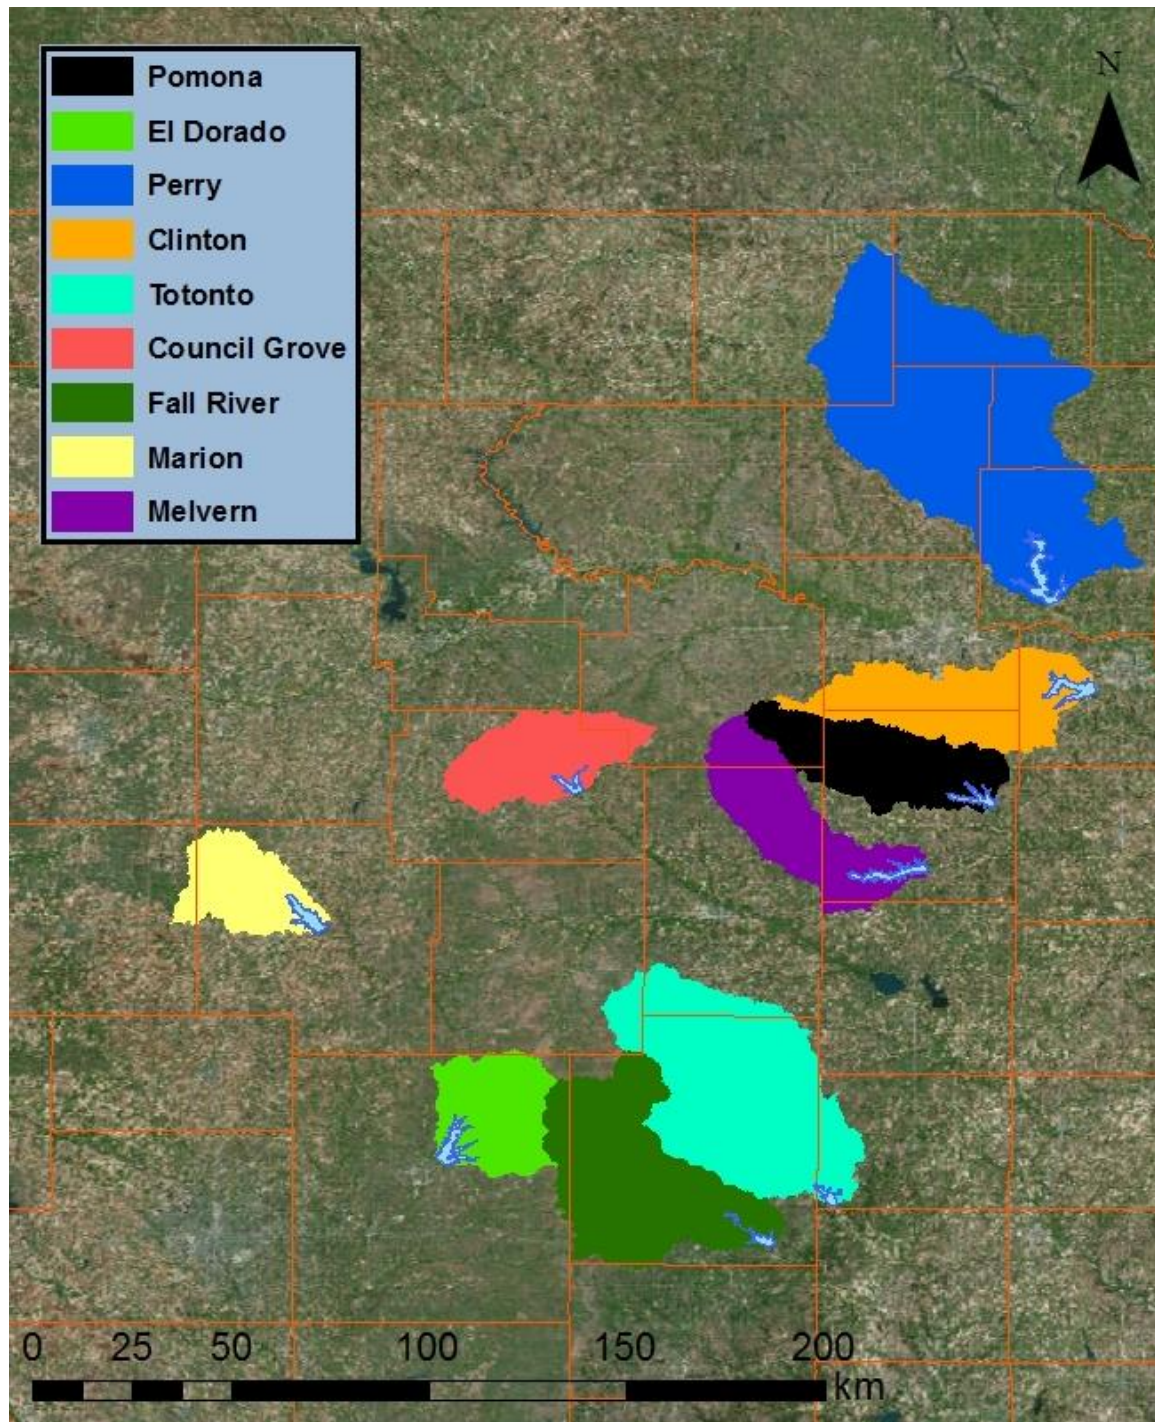 Pomona
El Dorado
Perry
Clinton
Totonto
Council Grove
Fall River
Marion
Melvern
N
0 25 50 100 150 200
km